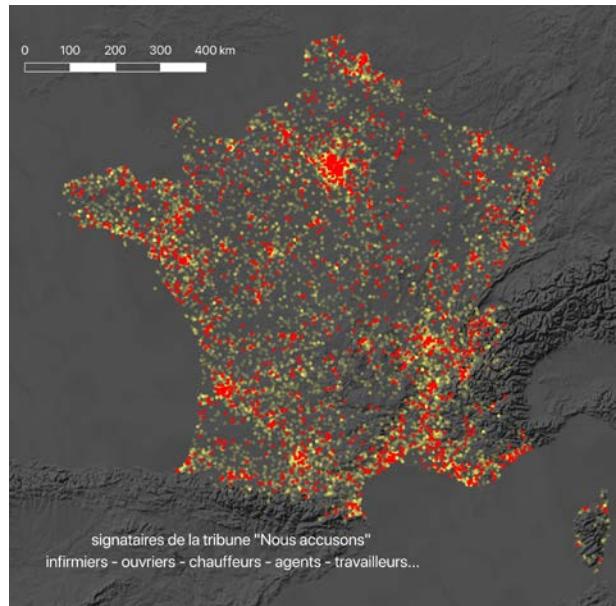 0 100 200 300 400 km
signataires de la tribune "Nous accusons"
infirmiers - ouvriers - chauffeurs - agents - travailleurs...